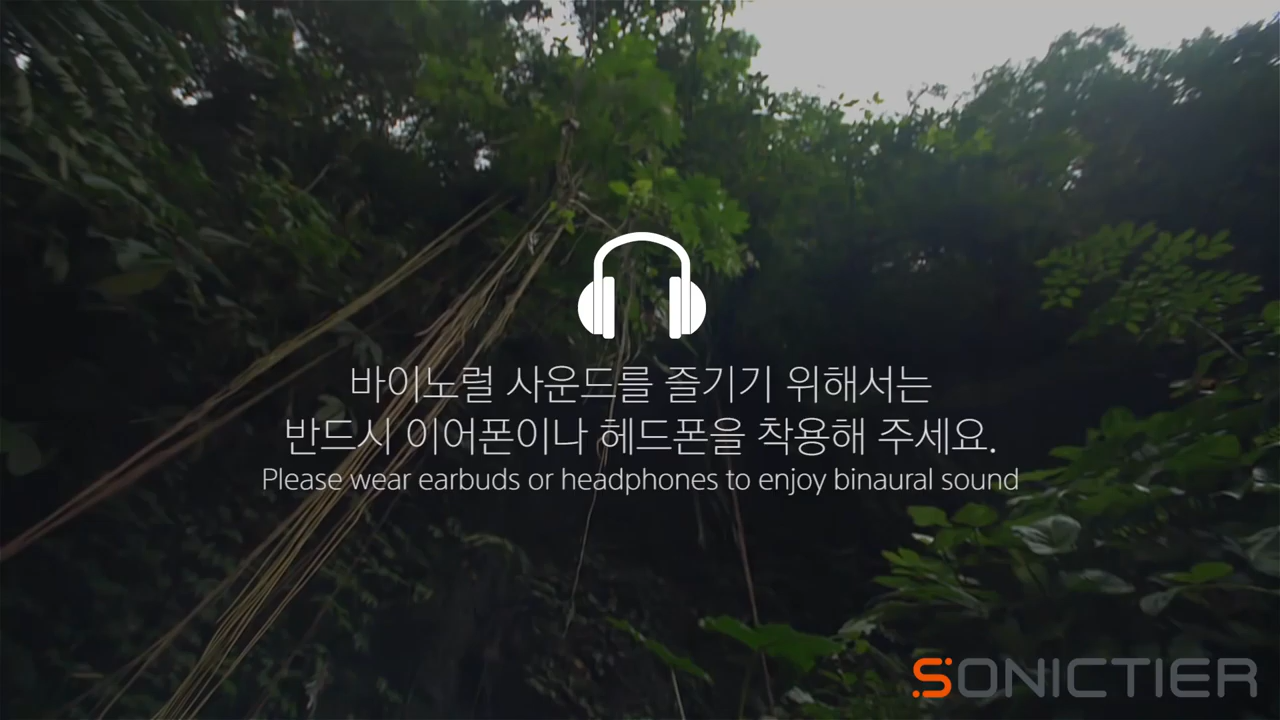 바이노럴 사운드를 즐기기 위해서는
반드시 이어폰이나 헤드폰을 착용해 주세요.
Please wear earbuds or headphones to enjoy binaural sound
SONICTIER